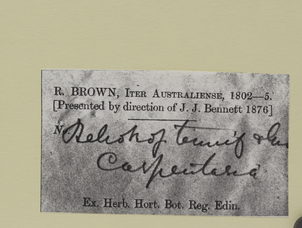 R. BROWN, ITER AUSTRALIENSE, 1802—5.
[Presented by direction of J. J. Bennett 1876]
N
Carpentaria
Ex. Herb. Hort. Bot. Reg. Edin.